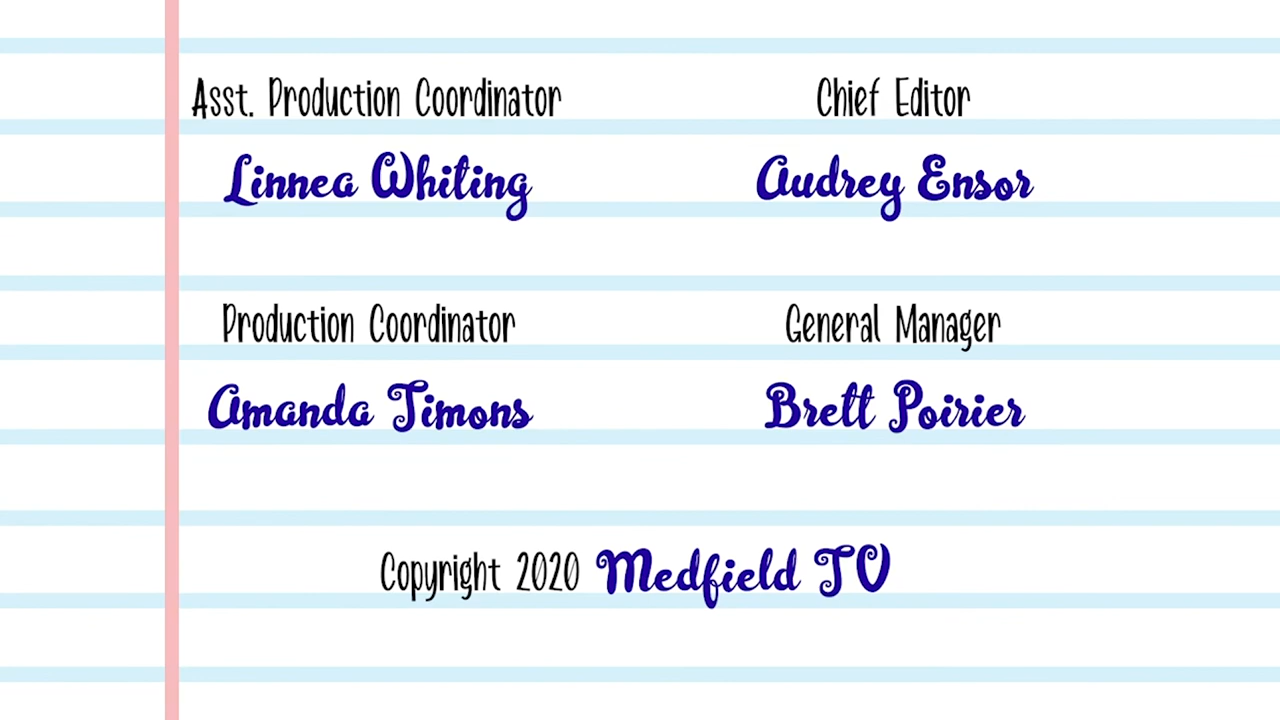 Asst. Production Coordinator
Linnea Whiting
Chief Editor
Audrey Ensor
Production Coordinator
Amanda Timons
General Manager
Brett Poirier
Copyright 2020 Medfield TV